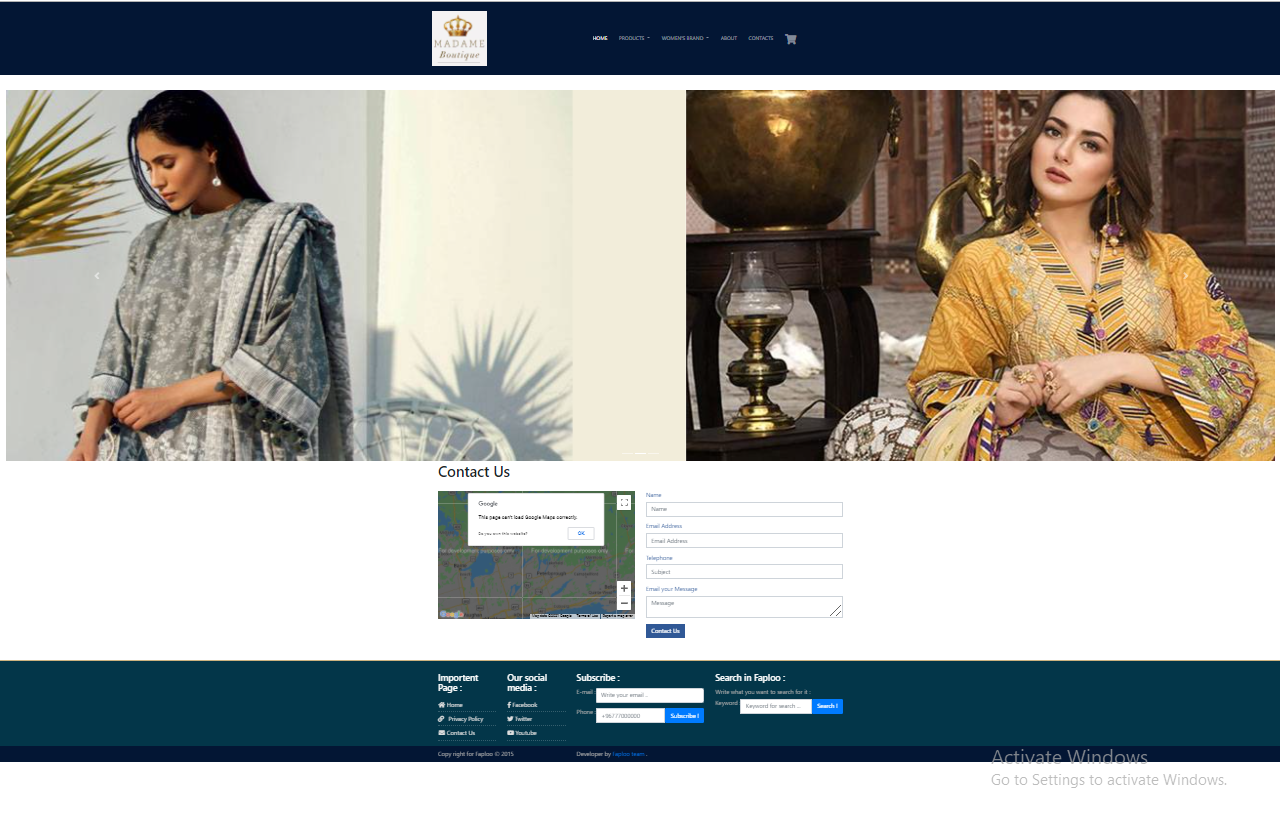 MADAME
Boutique
HOME
PRODUCTS
WOMEN'S BRAND
ABOUT
CONTACTS
Contact Us
Google
This page can't load Google Maps correctly.
Do you own this website?
OK
For development purposes only
For development purposes only
For
Name
Name
Email Address
Email Address
Telephone
Subject
Email your Message
Message
Contact Us
Importent
Page :
Home
Privacy Policy
Contact Us
Our social
media :
Facebook
Twitter
Youtube
Subscribe :
E-mail
Write your email ..
Phone
+96777000000
Subscribe !
Search in Faploo :
Write what you want to search for it :
Keyword
Keyword for search ..
Search !
Copy right for Faploo © 2015
Developer by Faploo team ..
Activate Windows
Go to Settings to activate Windows.